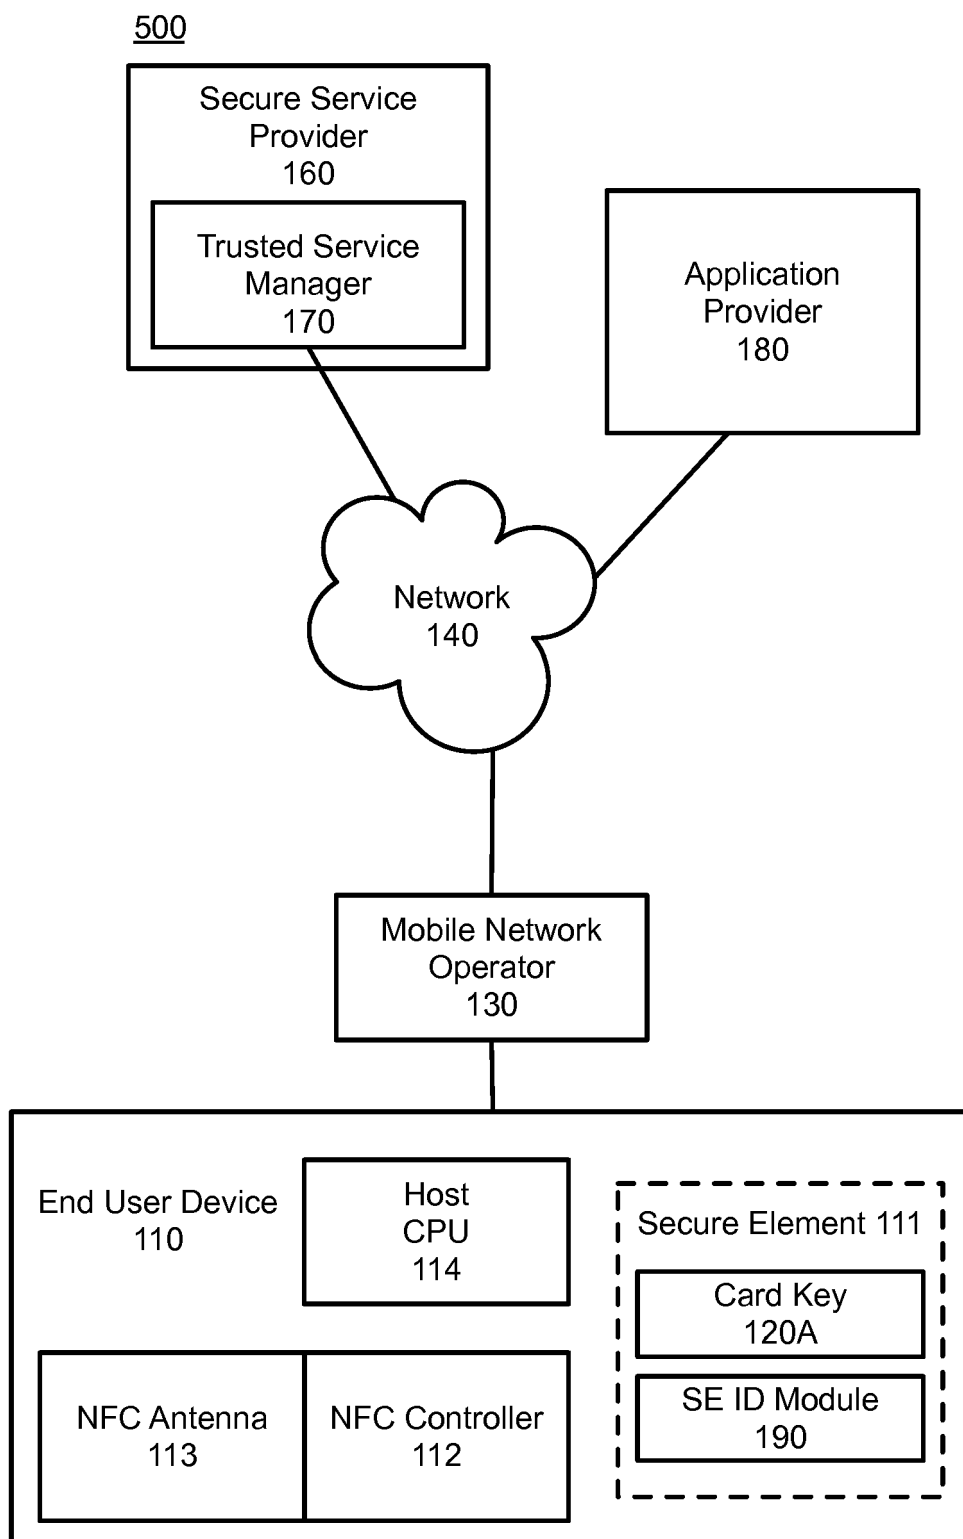 500
Secure Service
Provider
160
Trusted Service
Manager
170
Application
Provider
180
Network
140
Mobile Network
Operator
130
End User Device
110
Host
CPU
114
Secure Element 111
Card Key
120A
SE ID Module
190
NFC Antenna
113
NFC Controller
112